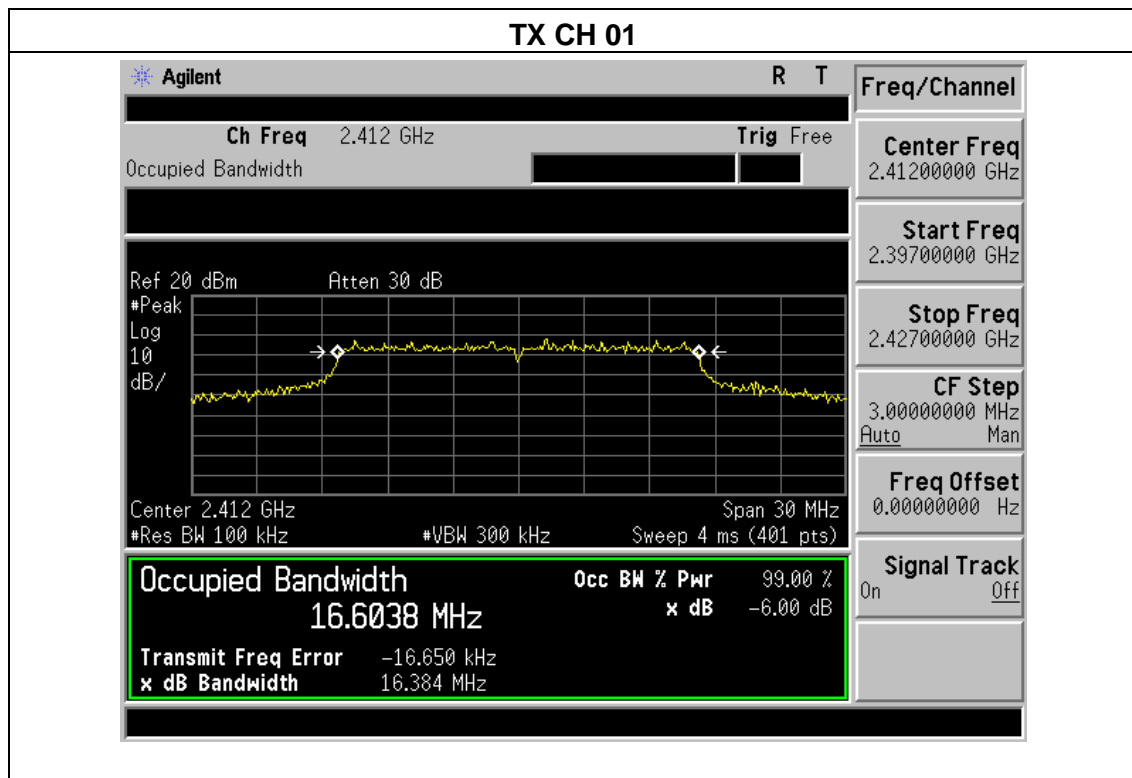 TX CH 01
Agilent R T
Freq/Channel
Ch Freq 2.412 GHz Trig Free
Occupied Bandwidth
Center Freq
2.41200000 GHz
Start Freq
2.39700000 GHz
Stop Freq
2.42700000 GHz
CF Step
3.00000000 MHz
Auto Man
Freq Offset
0.00000000 Hz
Signal Track
On Off
Ref 20 dBm Atten 30 dB
#Peak
Log
10
dB/
Center 2.412 GHz Span 30 MHz
#Res BW 100 kHz #VBW 300 kHz Sweep 4 ms (401 pts)
Occupied Bandwidth Occ BW % Pwr 99.00 %
16.6038 MHz x dB -6.00 dB
Transmit Freq Error -16.650 kHz
x dB Bandwidth 16.384 MHz